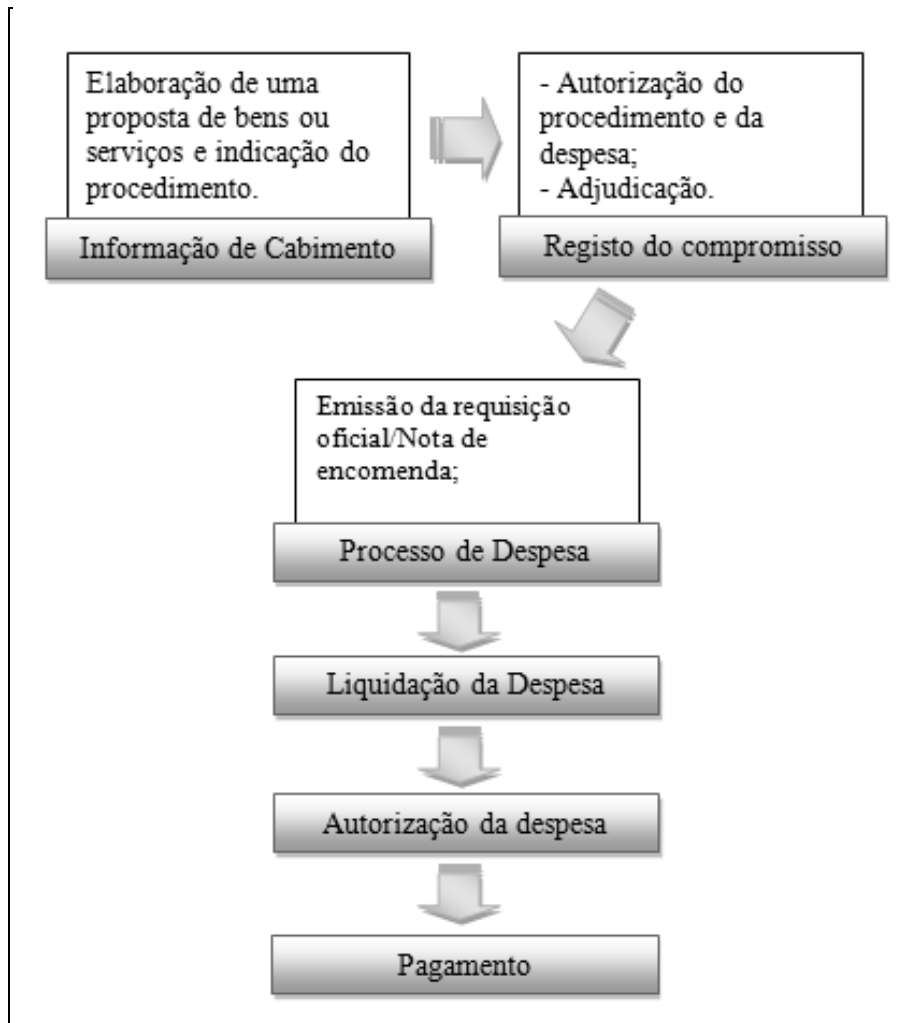 Elaboração de uma
proposta de bens ou
serviços e indicação do
procedimento.
Informação de Cabimento
- Autorização do
procedimento e da
despesa;
- Adjudicação.
Registo do compromisso
Emissão da requisição
oficial/Nota de
encomenda;
Processo de Despesa
Liquidação da Despesa
Autorização da despesa
Pagamento